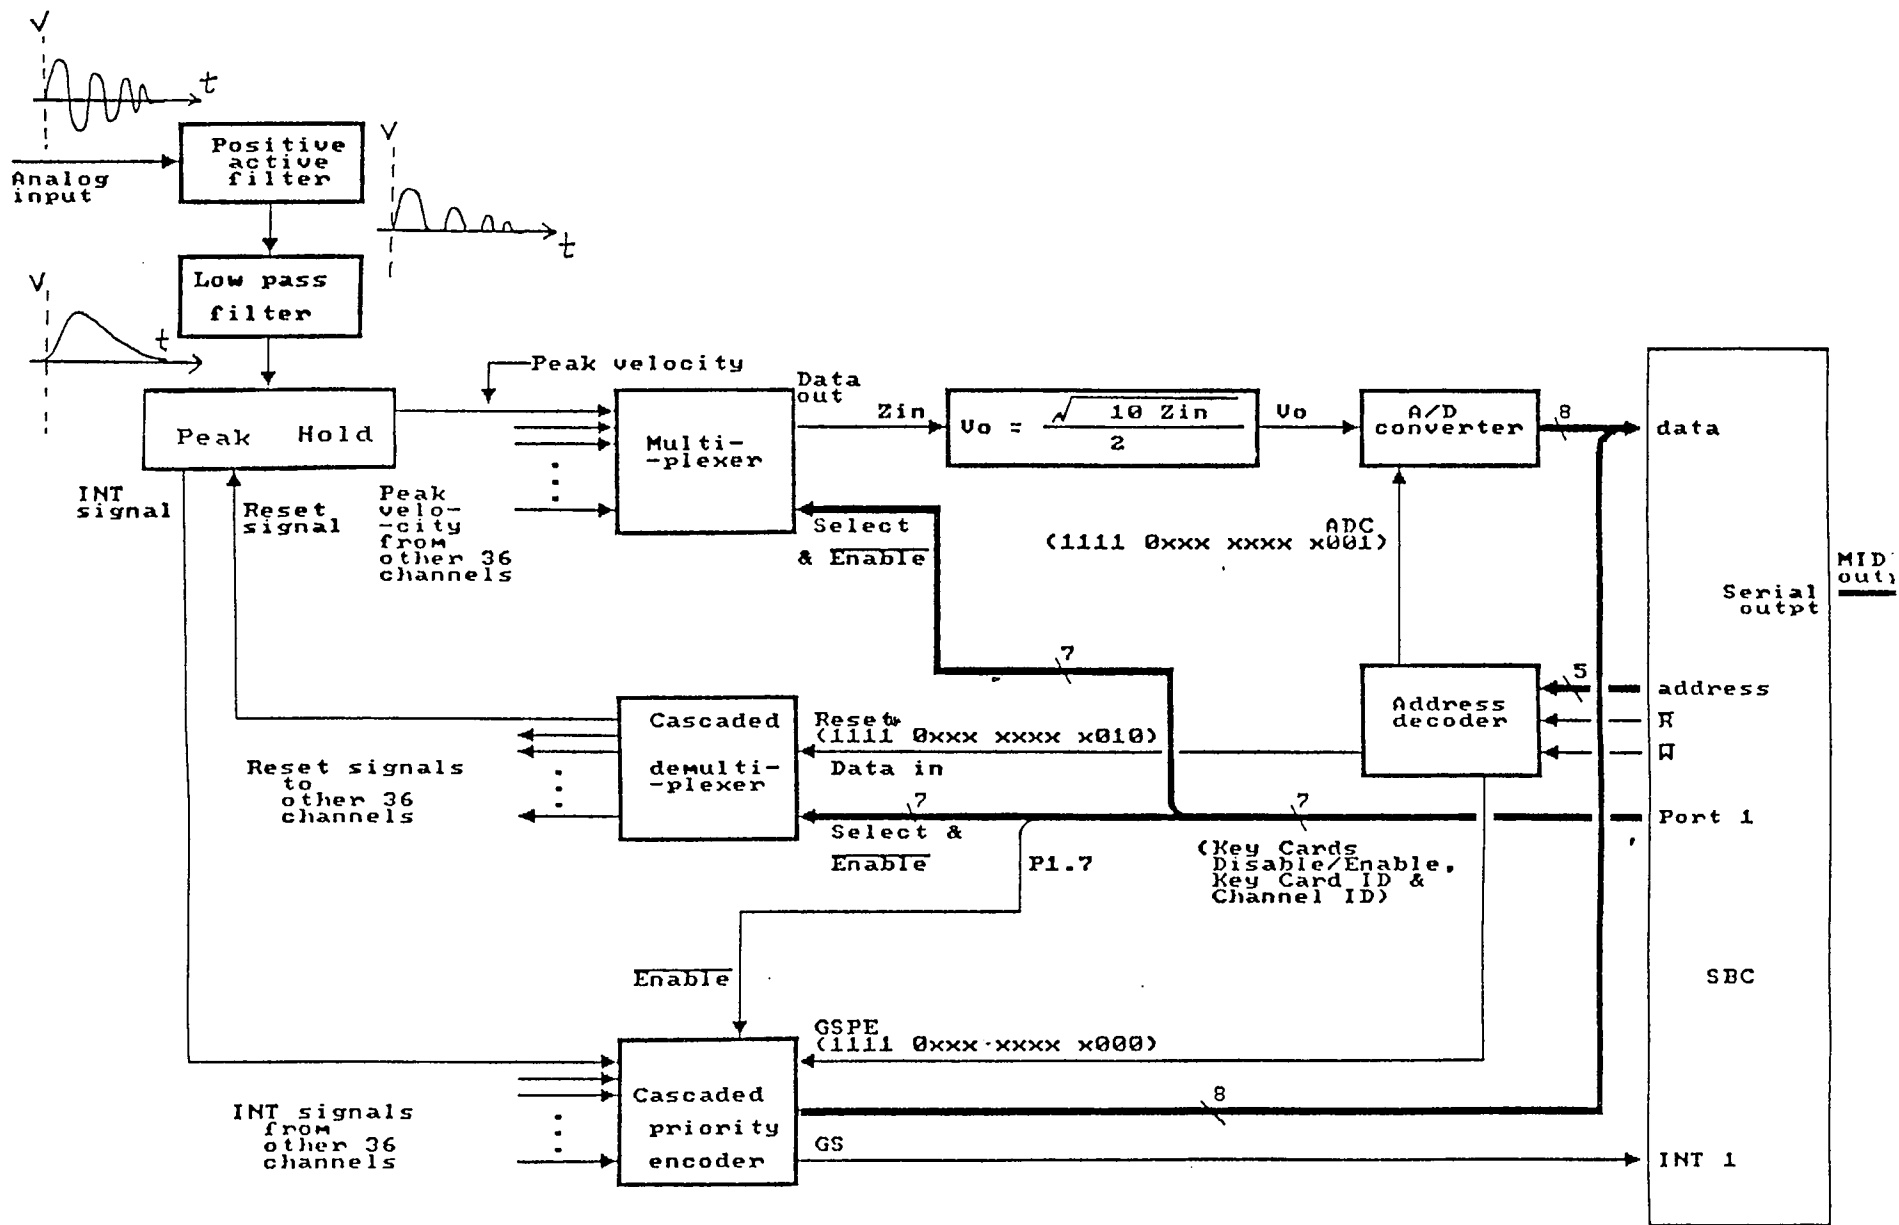 V
t
Positive
active
filter
Analog
input
V
t
Low pass
filter
V
t
Peak velocity
Peak Hold
Data
out
Multi-
-plexer
Zin
Vo = √10 Zin / 2
Vo
A/D
converter
8
data
INT
signal
Reset
signal
Peak
velo-
-city
from
other 36
channels
Select
& Enable
ADC
(1111 0xxx xxxx x001)
MID
out
Serial
outpt
7
5
address
Address
decoder
R
W
Cascaded
demulti-
-plexer
Reset
(1111 0xxx xxxx x010)
Data in
Reset signals
to
other 36
channels
7
Select &
Enable
P1.7
7
Port 1
(Key Cards
Disable/Enable,
Key Card ID &
Channel ID)
Enable
SBC
GSPE
(1111 0xxx xxxx x000)
Cascaded
priority
encoder
8
INT signals
from
other 36
channels
GS
INT 1